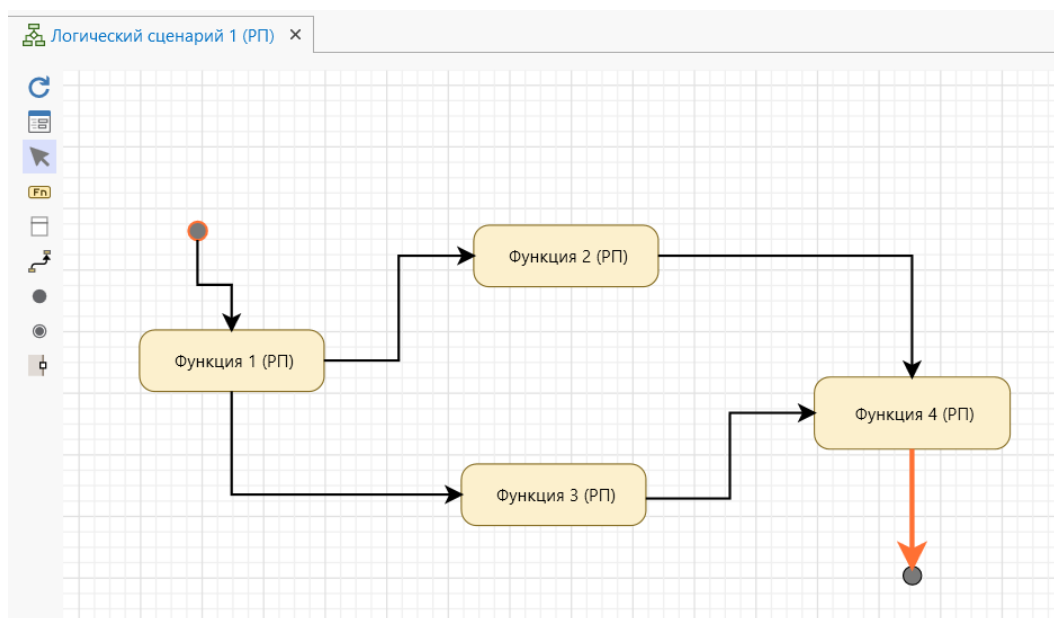 Логический сценарий 1 (РП)
Fn
Функция 2 (РП)
Функция 1 (РП)
Функция 4 (РП)
Функция 3 (РП)